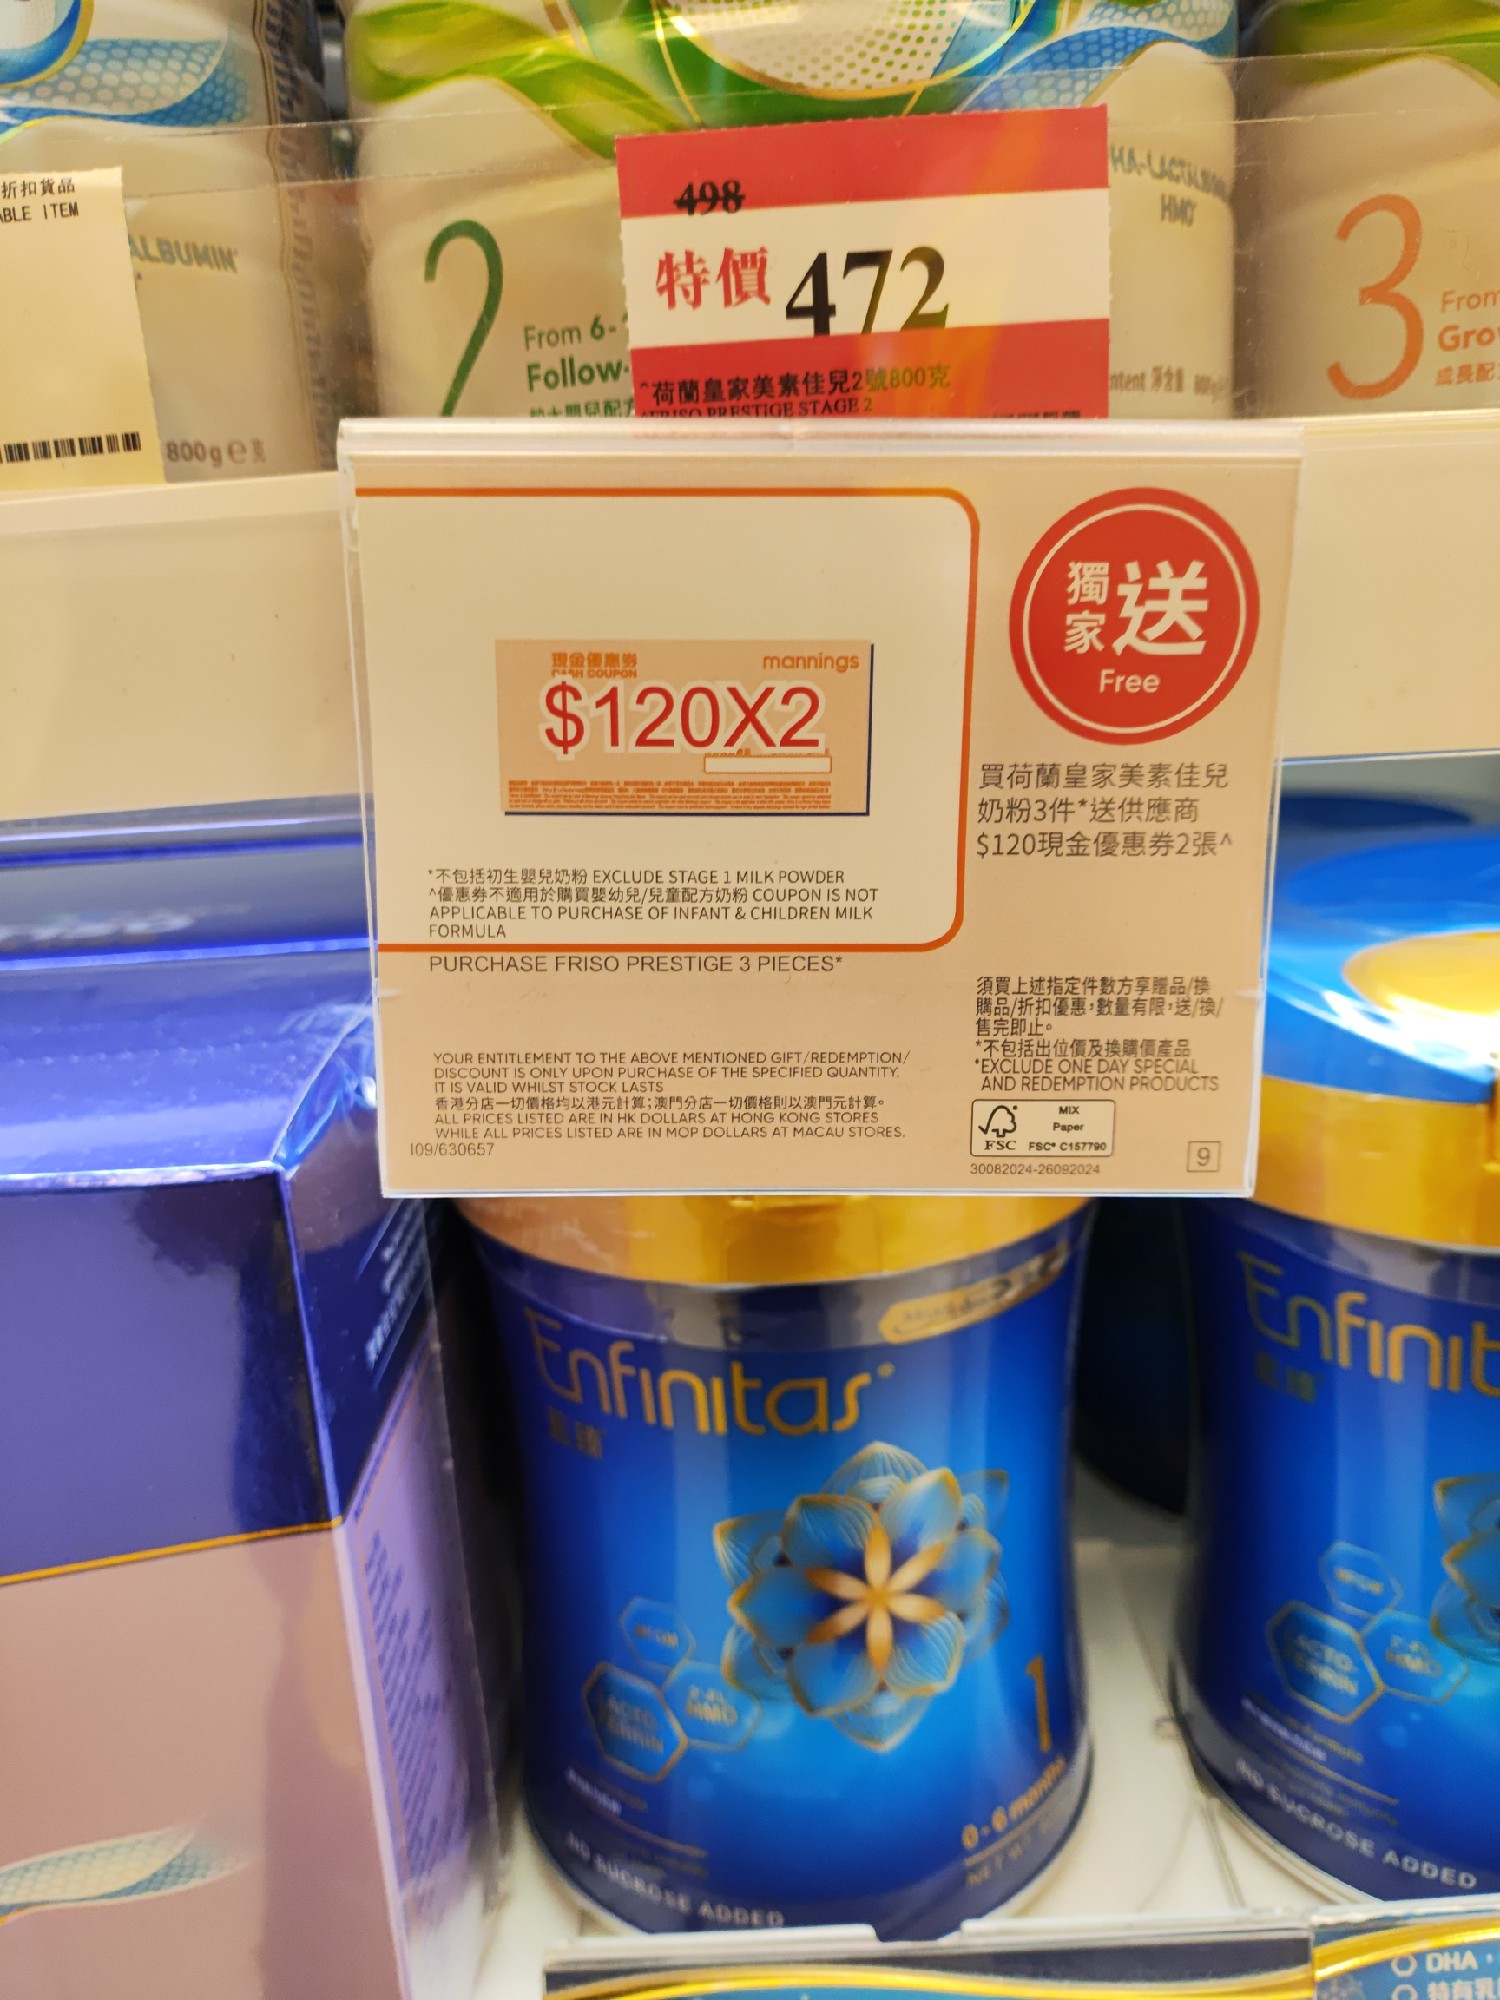 折扣貨品
ABLE ITEM
ALBUMIN
800g e 克
2
From 6-
Follow-
498
特價 472
^荷蘭皇家美素佳兒2號800克
^FRISO PRESTIGE STAGE 2
HMO
3
From
Gro
成長配
獨家 送
Free
現金優惠券
CASH COUPON
mannings
$120X2
買荷蘭皇家美素佳兒
奶粉3件*送供應商
$120現金優惠券2張^
*不包括初生嬰兒奶粉 EXCLUDE STAGE 1 MILK POWDER
^優惠券不適用於購買嬰幼兒/兒童配方奶粉 COUPON IS NOT
APPLICABLE TO PURCHASE OF INFANT & CHILDREN MILK
FORMULA
PURCHASE FRISO PRESTIGE 3 PIECES*
須買上述指定件數方享贈品/換
購品/折扣優惠,數量有限,送/換/
售完即止。
*不包括出位價及換購價產品
*EXCLUDE ONE DAY SPECIAL
AND REDEMPTION PRODUCTS
YOUR ENTITLEMENT TO THE ABOVE MENTIONED GIFT/REDEMPTION/
DISCOUNT IS ONLY UPON PURCHASE OF THE SPECIFIED QUANTITY.
IT IS VALID WHILST STOCK LASTS
香港分店一切價格均以港元計算;澳門分店一切價格則以澳門元計算。
ALL PRICES LISTED ARE IN HK DOLLARS AT HONG KONG STORES
WHILE ALL PRICES LISTED ARE IN MOP DOLLARS AT MACAU STORES.
I09/630657
FSC
MIX
Paper
FSC® C157790
30082024-26092024
9
Enfinitas
LACTO-
FERRIN
HMO
1
0-6 months
NO SUCROSE ADDED
Enfinit
LACTO-
FERRIN
HMO
NO SUCROSE ADDED
DHA,